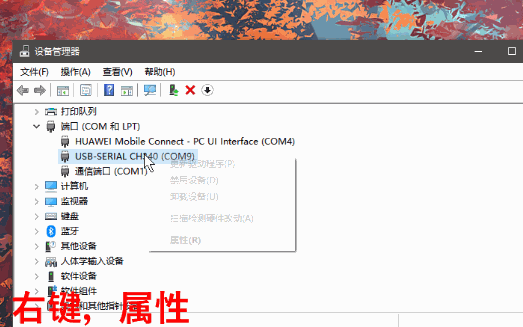 设备管理器
文件(F) 操作(A) 查看(V) 帮助(H)
打印队列
端口 (COM 和 LPT)
HUAWEI Mobile Connect - PC UI Interface (COM4)
USB-SERIAL CH340 (COM9)
通信端口 (COM1)
更新驱动程序(P)
禁用设备(D)
卸载设备(U)
扫描检测硬件改动(A)
属性(R)
计算机
监视器
键盘
蓝牙
其他设备
人体学输入设备
软件设备
软件组件
和其他指针设备
右键，属性